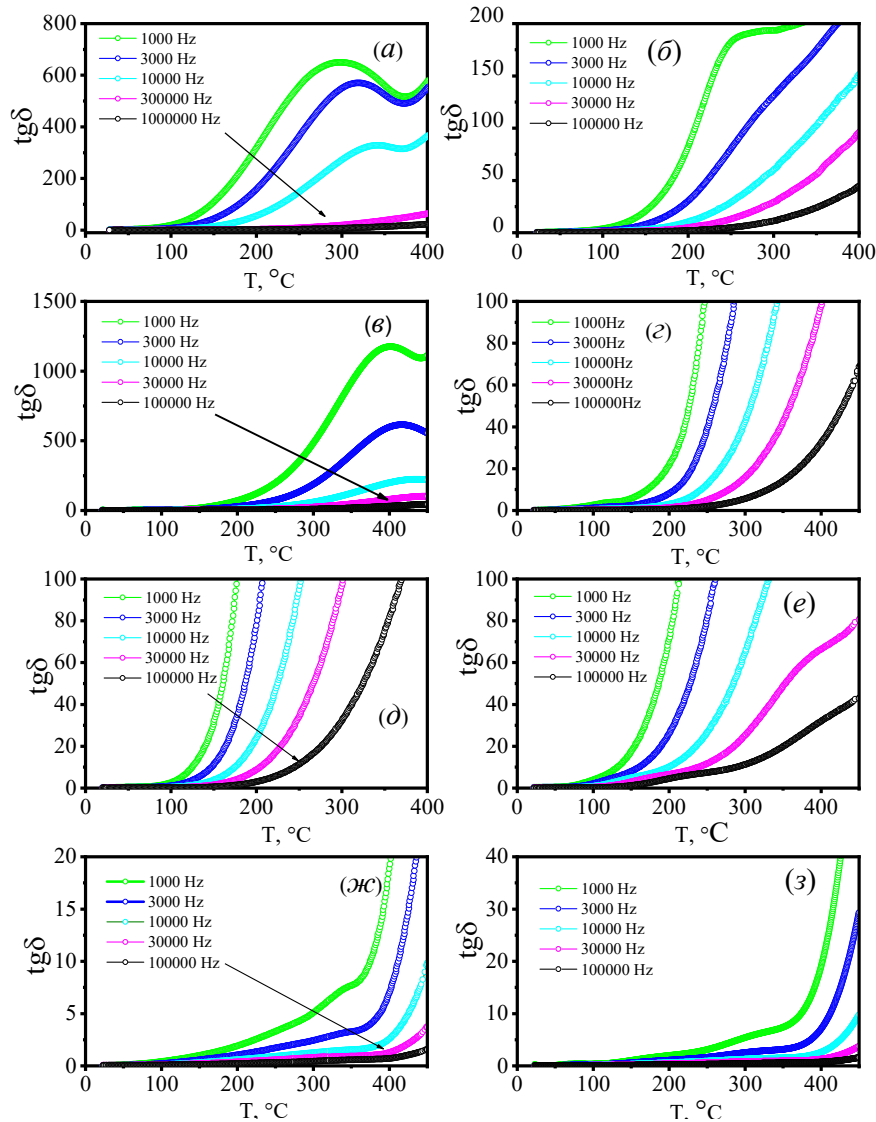 800
600
400
200
0
tgδ
1000 Hz
3000 Hz
10000 Hz
300000 Hz
1000000 Hz
(а)
0 100 200 300 400
T, °C
200
150
100
50
0
tgδ
1000 Hz
3000 Hz
10000 Hz
30000 Hz
100000 Hz
(б)
0 50 100 150 200 250 300 350 400
T, °C
1500
1000
500
0
tgδ
1000 Hz
3000 Hz
10000 Hz
30000 Hz
100000 Hz
(в)
0 100 200 300 400
T, °C
100
80
60
40
20
0
tgδ
1000Hz
3000Hz
10000Hz
30000Hz
100000Hz
(г)
0 100 200 300 400
T, °C
100
80
60
40
20
0
tgδ
1000 Hz
3000 Hz
10000 Hz
30000 Hz
100000 Hz
(д)
0 100 200 300 400
T, °C
100
80
60
40
20
0
tgδ
1000 Hz
3000 Hz
10000 Hz
30000 Hz
100000 Hz
(е)
0 100 200 300 400
T, °C
20
15
10
5
0
tgδ
1000 Hz
3000 Hz
10000 Hz
30000 Hz
100000 Hz
(ж)
0 100 200 300 400
T, °C
40
30
20
10
0
tgδ
1000 Hz
3000 Hz
10000 Hz
30000 Hz
100000 Hz
(з)
0 100 200 300 400
T, °C